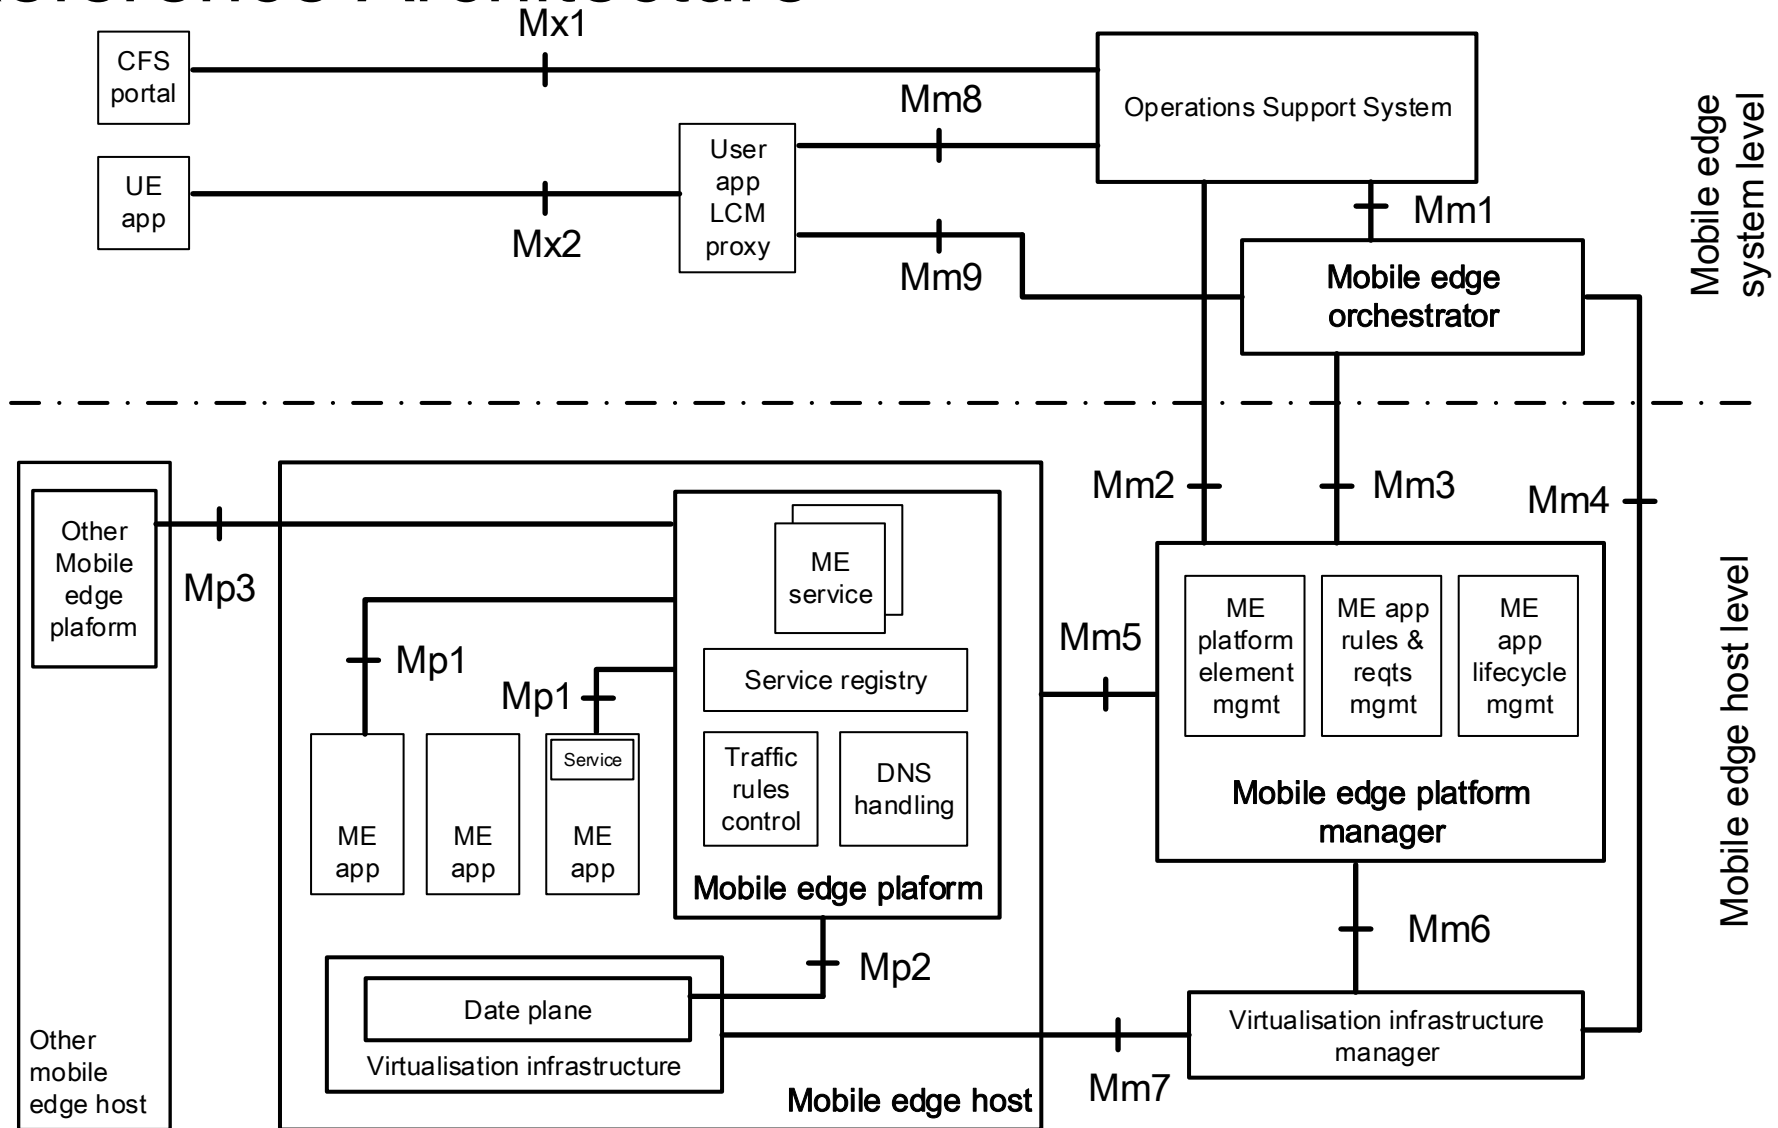 Mx1
CFS
portal
Operations Support System
Mm8
User
app
LCM
proxy
UE
app
Mx2
Mm9
Mm1
Mobile edge
orchestrator
Mobile edge
system level
Mm2
Mm3
Mm4
Other
Mobile
edge
plaform
Mp3
ME
service
Mp1
Mp1
Service registry
Mm5
ME
platform
element
mgmt
ME app
rules &
reqts
mgmt
ME
app
lifecycle
mgmt
Mobile edge platform
manager
Mobile edge host level
Service
ME
app
ME
app
ME
app
Traffic
rules
control
DNS
handling
Mobile edge plaform
Mp2
Mm6
Date plane
Virtualisation infrastructure
Virtualisation infrastructure
manager
Mm7
Other
mobile
edge host
Mobile edge host